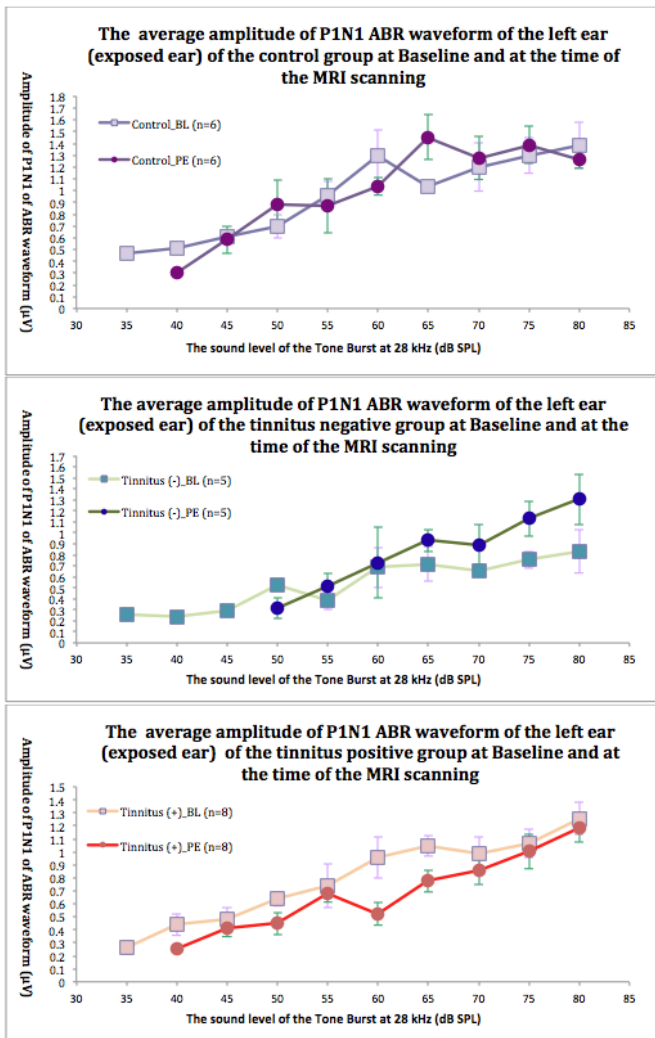 The average amplitude of P1N1 ABR waveform of the left ear
(exposed ear) of the control group at Baseline and at the time of
the MRI scanning
Amplitude of P1N1 of ABR waveform (µV)
1.8
1.7
1.6
1.5
1.4
1.3
1.2
1.1
1
0.9
0.8
0.7
0.6
0.5
0.4
0.3
0.2
0.1
0
Control_BL (n=6)
Control_PE (n=6)
30 35 40 45 50 55 60 65 70 75 80 85
The sound level of the Tone Burst at 28 kHz (dB SPL)
The average amplitude of P1N1 ABR waveform of the left ear
(exposed ear) of the tinnitus negative group at Baseline and at the
time of the MRI scanning
Amplitude of P1N1 of ABR waveform (µV)
1.7
1.6
1.5
1.4
1.3
1.2
1.1
1
0.9
0.8
0.7
0.6
0.5
0.4
0.3
0.2
0.1
0
Tinnitus (-)_BL (n=5)
Tinnitus (-)_PE (n=5)
30 35 40 45 50 55 60 65 70 75 80 85
The sound level of the Tone Burst at 28 kHz (dB SPL)
The average amplitude of P1N1 ABR waveform of the left ear
(exposed ear) of the tinnitus positive group at Baseline and at
the time of the MRI scanning
Amplitude of P1N1 of ABR waveform (µV)
1.5
1.4
1.3
1.2
1.1
1
0.9
0.8
0.7
0.6
0.5
0.4
0.3
0.2
0.1
0
Tinnitus (+)_BL (n=8)
Tinnitus (+)_PE (n=8)
30 35 40 45 50 55 60 65 70 75 80 85
The sound level of the Tone Burst at 28 kHz (dB SPL)